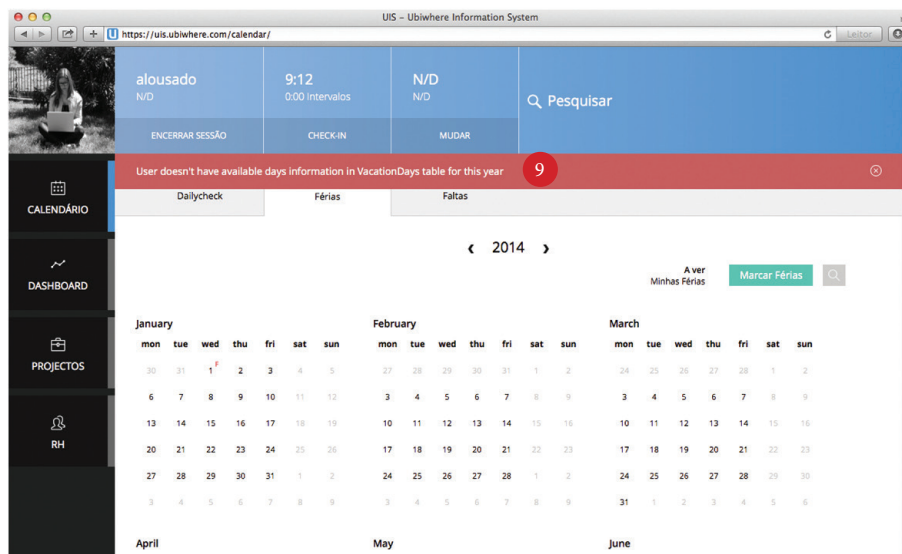 UIS – Ubiwhere Information System
https://uis.ubiwhere.com/calendar/
Leitor
alousado
N/D
9:12
0:00 Intervalos
N/D
N/D
Pesquisar
ENCERRAR SESSÃO
CHECK-IN
MUDAR
User doesn't have available days information in VacationDays table for this year
9
CALENDÁRIO
DASHBOARD
PROJECTOS
RH
Dailycheck Férias Faltas
‹ 2014 ›
A ver
Minhas Férias
Marcar Férias
January
mon tue wed thu fri sat sun
30 31 1 F 2 3 4 5
6 7 8 9 10 11 12
13 14 15 16 17 18 19
20 21 22 23 24 25 26
27 28 29 30 31 1 2
3 4 5 6 7 8 9
February
mon tue wed thu fri sat sun
27 28 29 30 31 1 2
3 4 5 6 7 8 9
10 11 12 13 14 15 16
17 18 19 20 21 22 23
24 25 26 27 28 1 2
3 4 5 6 7 8 9
March
mon tue wed thu fri sat sun
24 25 26 27 28 1 2
3 4 5 6 7 8 9
10 11 12 13 14 15 16
17 18 19 20 21 22 23
24 25 26 27 28 29 30
31 1 2 3 4 5 6
April
May
June